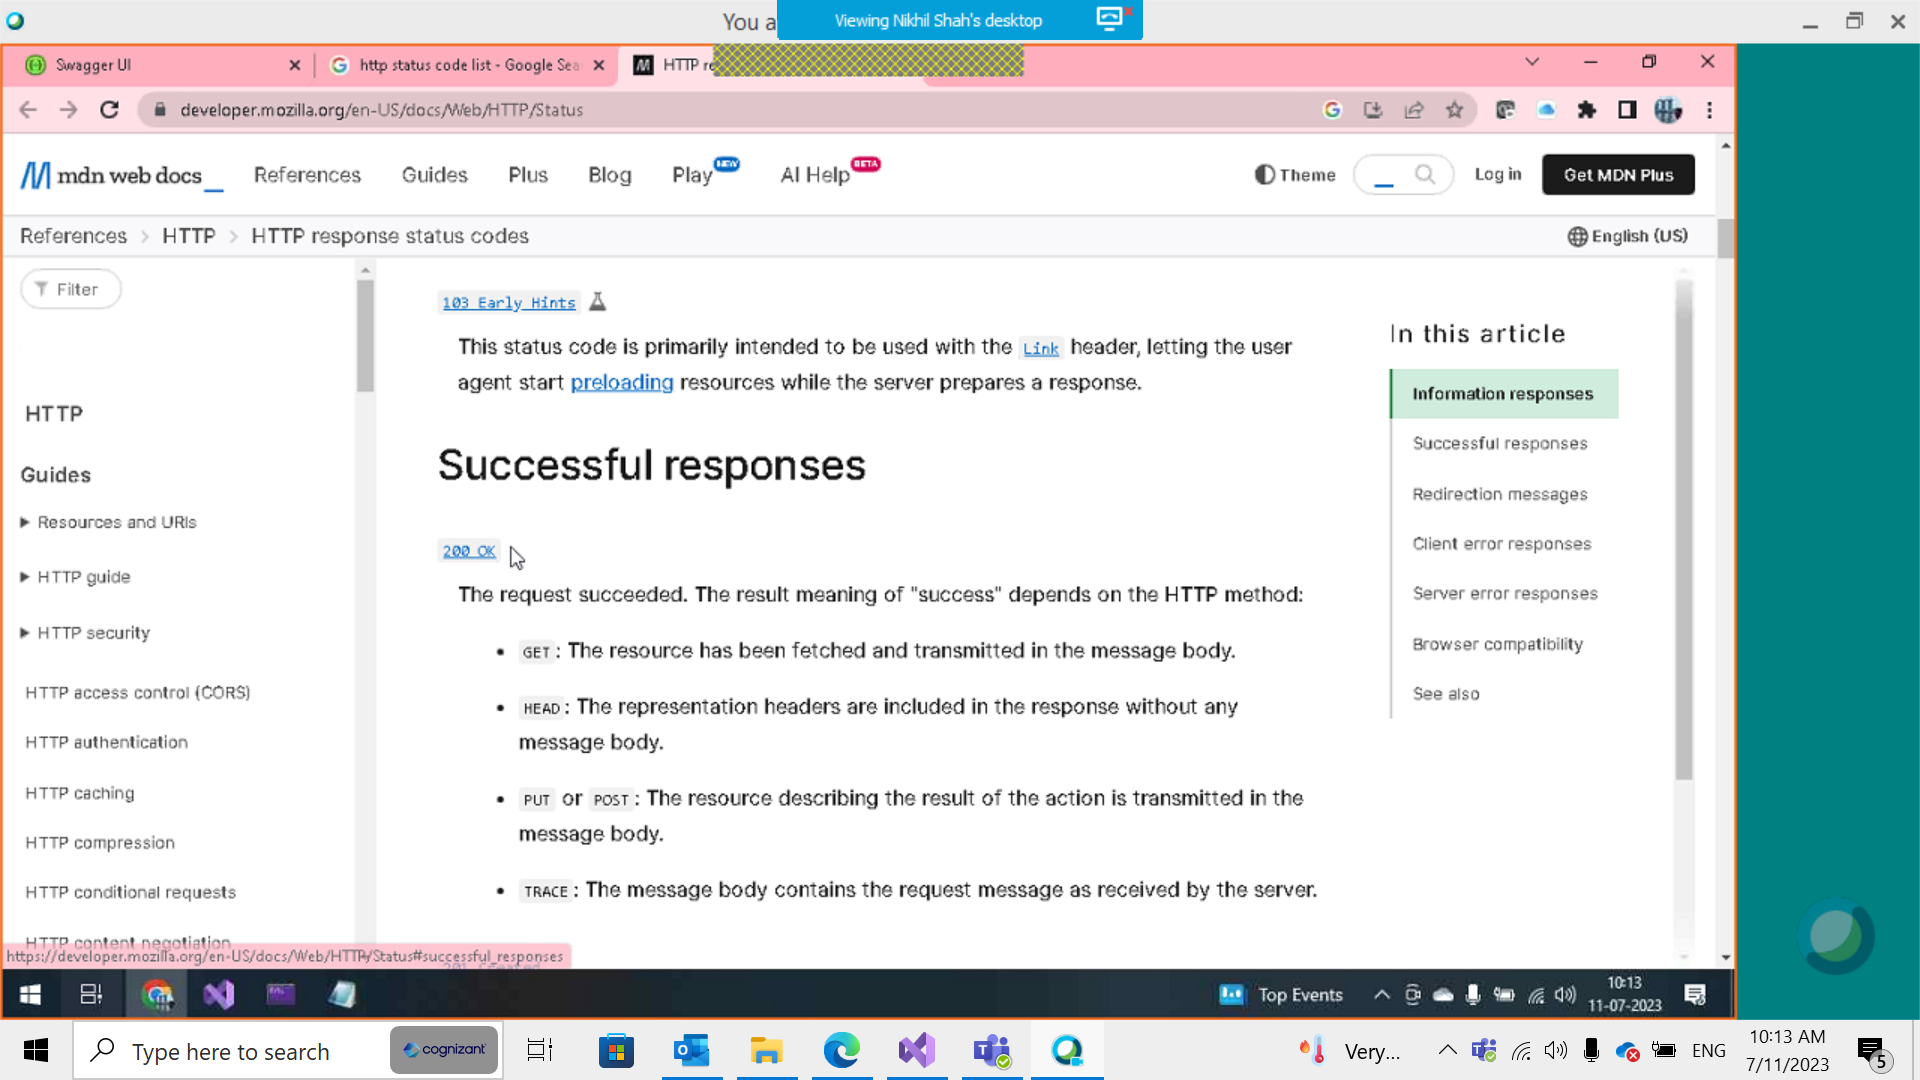 You a
Viewing Nikhil Shah's desktop
Swagger UI
http status code list - Google Sea
HTTP re
developer.mozilla.org/en-US/docs/Web/HTTP/Status
mdn web docs_
References
Guides
Plus
Blog
Play NEW
AI Help BETA
Theme
Log in
Get MDN Plus
References > HTTP > HTTP response status codes
English (US)
Filter
HTTP
Guides
Resources and URIs
HTTP guide
HTTP security
HTTP access control (CORS)
HTTP authentication
HTTP caching
HTTP compression
HTTP conditional requests
HTTP content negotiation
103 Early Hints
This status code is primarily intended to be used with the Link header, letting the user
agent start preloading resources while the server prepares a response.
Successful responses
200 OK
The request succeeded. The result meaning of "success" depends on the HTTP method:
• GET: The resource has been fetched and transmitted in the message body.
• HEAD: The representation headers are included in the response without any
message body.
• PUT or POST: The resource describing the result of the action is transmitted in the
message body.
• TRACE: The message body contains the request message as received by the server.
201 Created
In this article
Information responses
Successful responses
Redirection messages
Client error responses
Server error responses
Browser compatibility
See also
https://developer.mozilla.org/en-US/docs/Web/HTTP/Status#successful_responses
Top Events
10:13
11-07-2023
Type here to search
cognizant
Very...
ENG
10:13 AM
7/11/2023
5